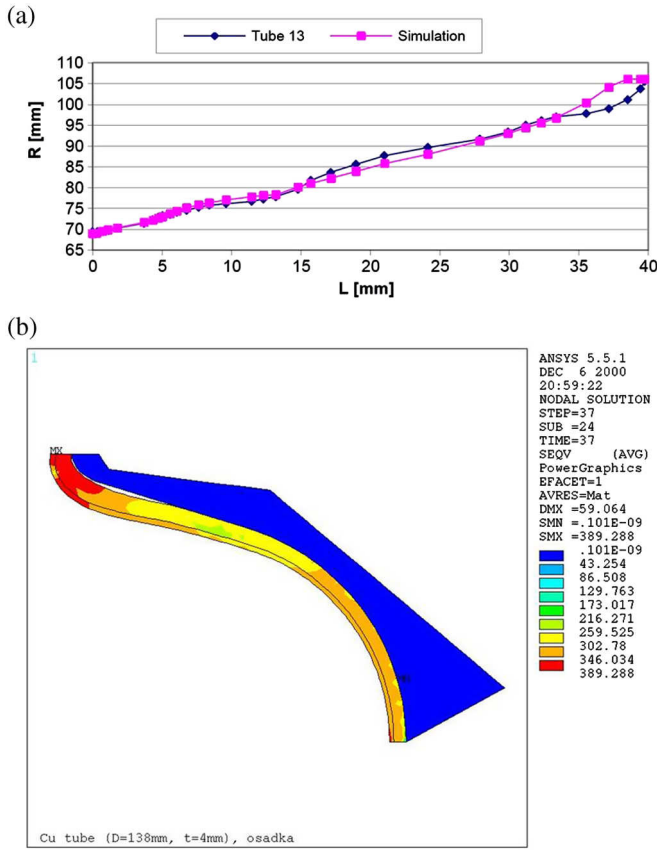 (a)
Tube 13 Simulation
110
105
100
95
90
85
80
75
70
65
R [mm]
0 5 10 15 20 25 30 35 40
L [mm]
(b)
1
ANSYS 5.5.1
DEC 6 2000
20:59:22
NODAL SOLUTION
STEP=37
SUB =24
TIME=37
SEQV (AVG)
PowerGraphics
EFACET=1
AVRES=Mat
DMX =59.064
SMN =.101E-09
SMX =389.288
.101E-09
43.254
86.508
129.763
173.017
216.271
259.525
302.78
346.034
389.288
MX
MN
Cu tube (D=138mm, t=4mm), osadka